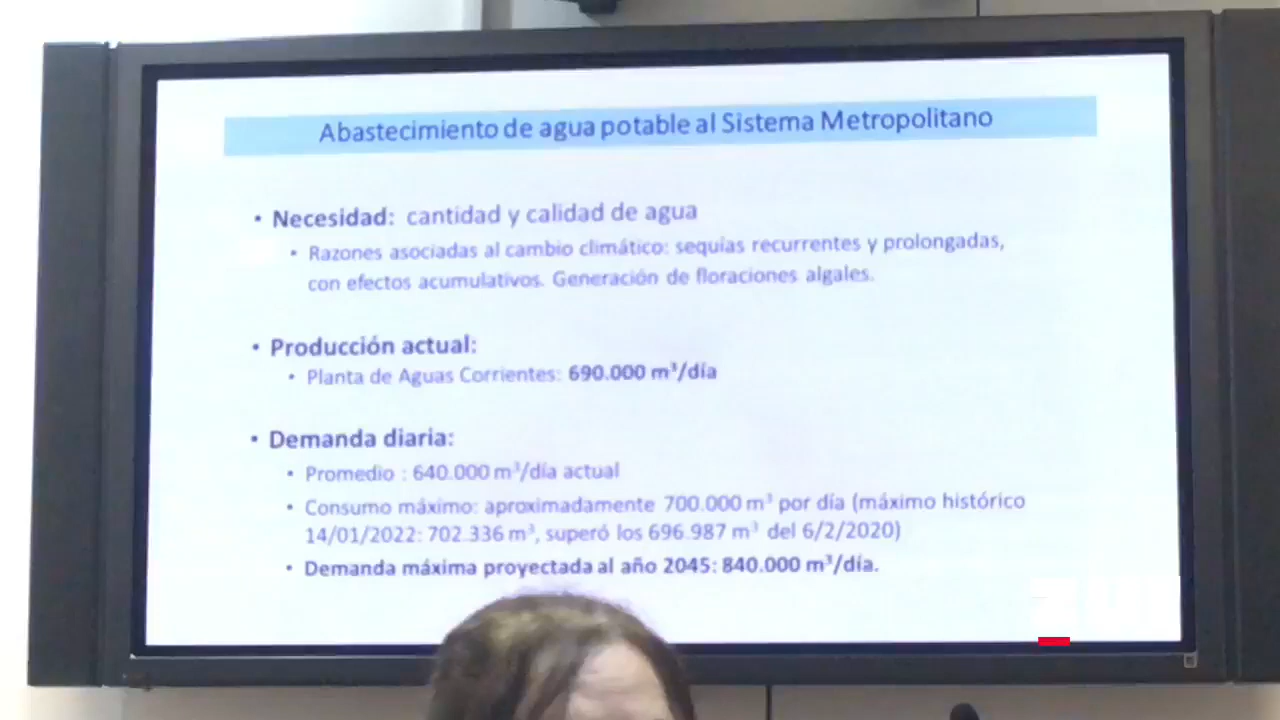 Abastecimiento de agua potable al Sistema Metropolitano
• Necesidad: cantidad y calidad de agua
• Razones asociadas al cambio climático: sequías recurrentes y prolongadas,
con efectos acumulativos. Generación de floraciones algales.
• Producción actual:
• Planta de Aguas Corrientes: 690.000 m³/día
• Demanda diaria:
• Promedio : 640.000 m³/día actual
• Consumo máximo: aproximadamente 700.000 m³ por día (máximo histórico
14/01/2022: 702.336 m³, superó los 696.987 m³ del 6/2/2020)
• Demanda máxima proyectada al año 2045: 840.000 m³/día.